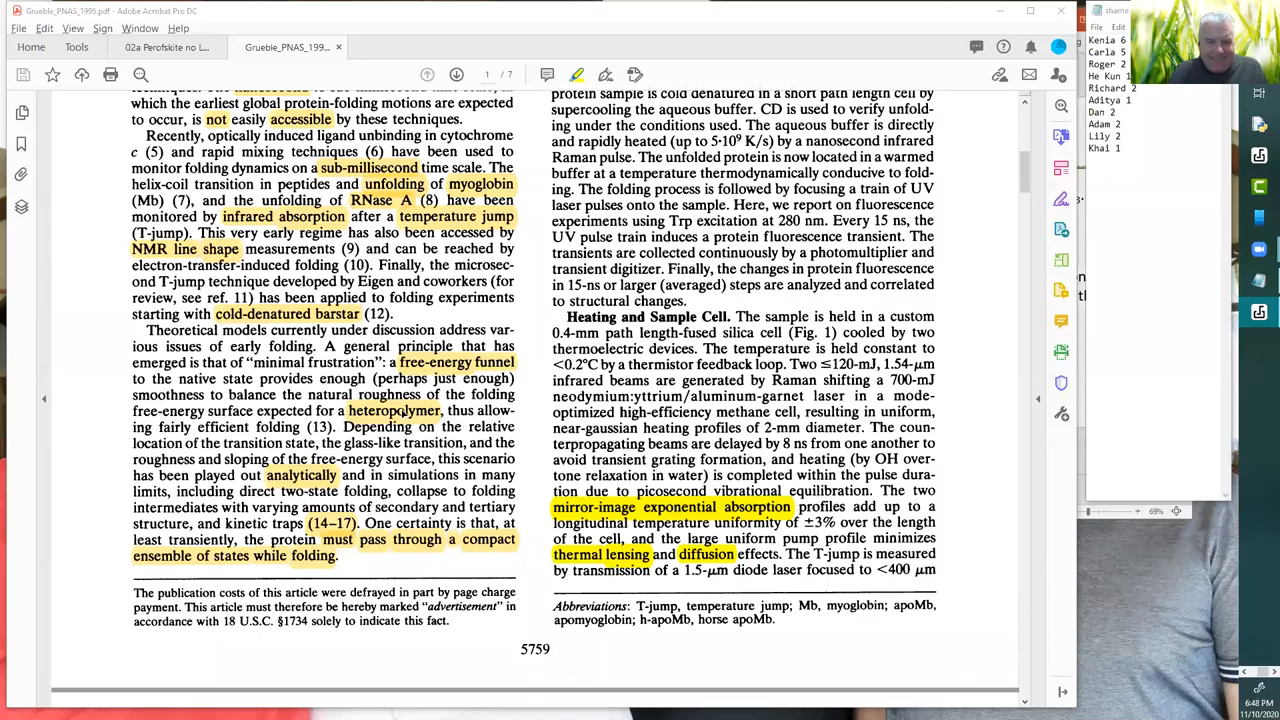 Grueble_PNAS_1996.pdf - Adobe Acrobat Pro DC
File Edit View Sign Window Help
Home Tools 02a Perofskite no L... Grueble_PNAS_199... ×
1 / 7
which the earliest global protein-folding motions are expected
to occur, is not easily accessible by these techniques.
Recently, optically induced ligand unbinding in cytochrome
c (5) and rapid mixing techniques (6) have been used to
monitor folding dynamics on a sub-millisecond time scale. The
helix-coil transition in peptides and unfolding of myoglobin
(Mb) (7), and the unfolding of RNase A (8) have been
monitored by infrared absorption after a temperature jump
(T-jump). This very early regime has also been accessed by
NMR line shape measurements (9) and can be reached by
electron-transfer-induced folding (10). Finally, the microsec-
ond T-jump technique developed by Eigen and coworkers (for
review, see ref. 11) has been applied to folding experiments
starting with cold-denatured barstar (12).
Theoretical models currently under discussion address var-
ious issues of early folding. A general principle that has
emerged is that of “minimal frustration”: a free-energy funnel
to the native state provides enough (perhaps just enough)
smoothness to balance the natural roughness of the folding
free-energy surface expected for a heteropolymer, thus allow-
ing fairly efficient folding (13). Depending on the relative
location of the transition state, the glass-like transition, and the
roughness and sloping of the free-energy surface, this scenario
has been played out analytically and in simulations in many
limits, including direct two-state folding, collapse to folding
intermediates with varying amounts of secondary and tertiary
structure, and kinetic traps (14–17). One certainty is that, at
least transiently, the protein must pass through a compact
ensemble of states while folding.
The publication costs of this article were defrayed in part by page charge
payment. This article must therefore be hereby marked “advertisement” in
accordance with 18 U.S.C. §1734 solely to indicate this fact.
protein sample is cold denatured in a short path length cell by
supercooling the aqueous buffer. CD is used to verify unfold-
ing under the conditions used. The aqueous buffer is directly
and rapidly heated (up to 5·10⁹ K/s) by a nanosecond infrared
Raman pulse. The unfolded protein is now located in a warmed
buffer at a temperature thermodynamically conducive to fold-
ing. The folding process is followed by focusing a train of UV
laser pulses onto the sample. Here, we report on fluorescence
experiments using Trp excitation at 280 nm. Every 15 ns, the
UV pulse train induces a protein fluorescence transient. The
transients are collected continuously by a photomultiplier and
transient digitizer. Finally, the changes in protein fluorescence
in 15-ns or larger (averaged) steps are analyzed and correlated
to structural changes.
Heating and Sample Cell. The sample is held in a custom
0.4-mm path length-fused silica cell (Fig. 1) cooled by two
thermoelectric devices. The temperature is held constant to
<0.2°C by a thermistor feedback loop. Two ≤120-mJ, 1.54-μm
infrared beams are generated by Raman shifting a 700-mJ
neodymium:yttrium/aluminum-garnet laser in a mode-
optimized high-efficiency methane cell, resulting in uniform,
near-gaussian heating profiles of 2-mm diameter. The coun-
terpropagating beams are delayed by 8 ns from one another to
avoid transient grating formation, and heating (by OH over-
tone relaxation in water) is completed within the pulse dura-
tion due to picosecond vibrational equilibration. The two
mirror-image exponential absorption profiles add up to a
longitudinal temperature uniformity of ±3% over the length
of the cell, and the large uniform pump profile minimizes
thermal lensing and diffusion effects. The T-jump is measured
by transmission of a 1.5-μm diode laser focused to <400 μm
Abbreviations: T-jump, temperature jump; Mb, myoglobin; apoMb,
apomyoglobin; h-apoMb, horse apoMb.
5759
shame
File Edit
Kenia 6
Carla 5
Roger 2
He Kun 1
Richard 2
Aditya 1
Dan 2
Adam 2
Lily 2
Khai 1
69%
6:48 PM
11/10/2020